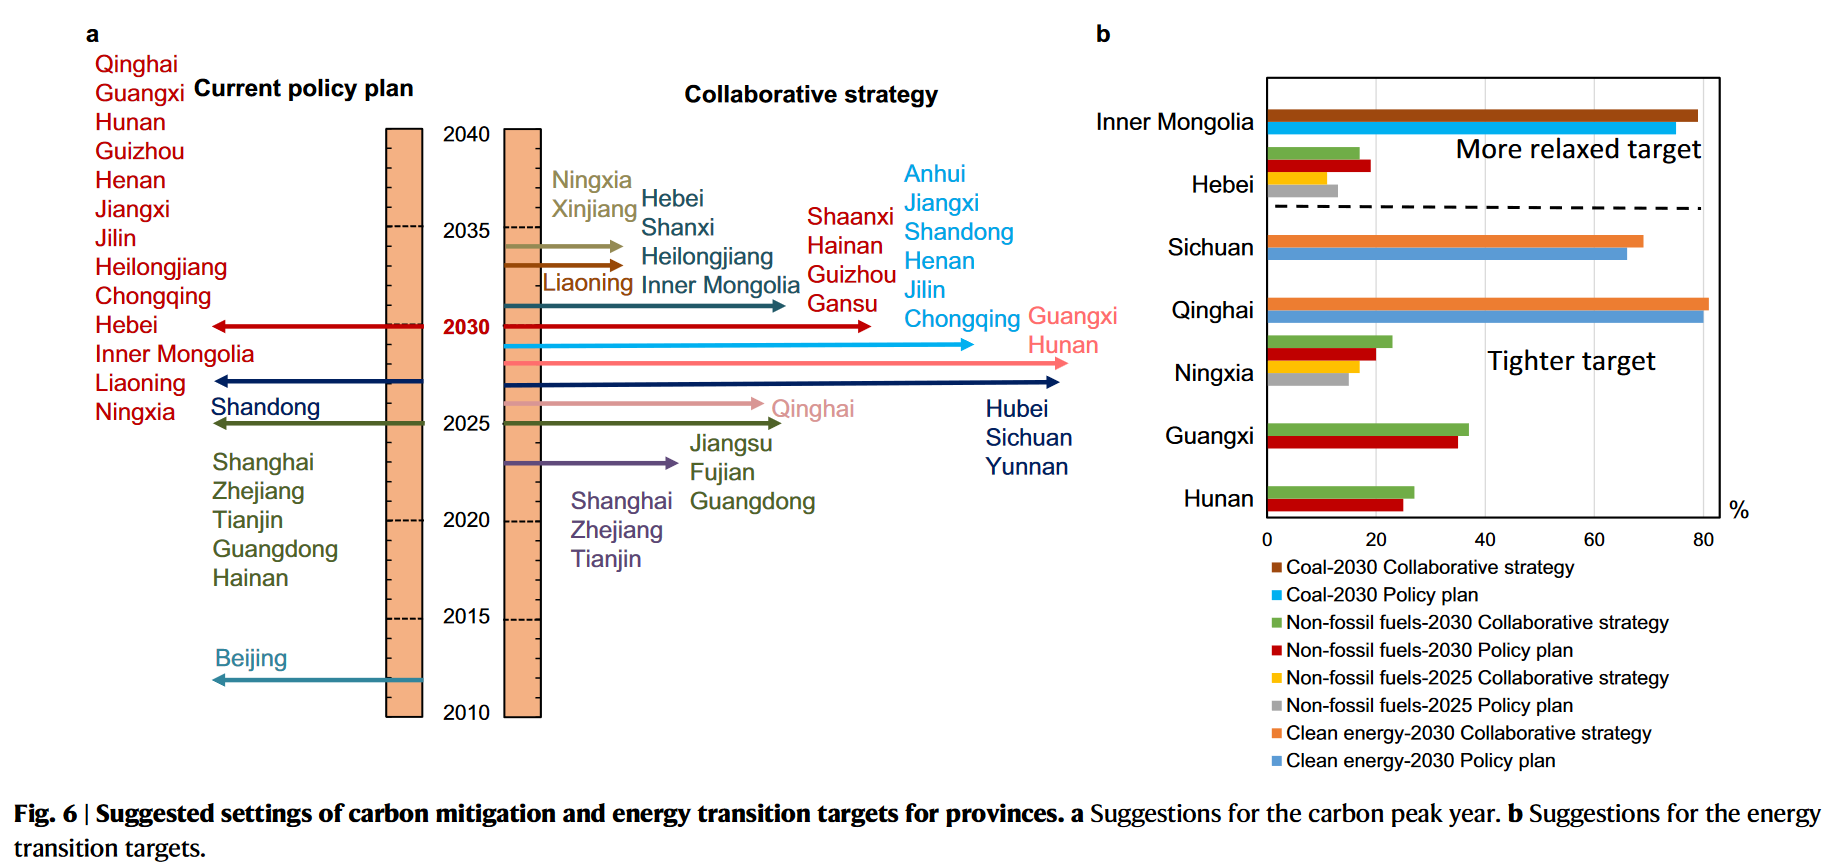 a
Qinghai
Guangxi
Hunan
Guizhou
Henan
Jiangxi
Jilin
Heilongjiang
Chongqing
Hebei
Inner Mongolia
Liaoning
Ningxia
Current policy plan
Shandong
Shanghai
Zhejiang
Tianjin
Guangdong
Hainan
Beijing
2040
2035
2030
2025
2020
2015
2010
Collaborative strategy
Ningxia
Xinjiang
Liaoning
Hebei
Shanxi
Heilongjiang
Inner Mongolia
Shaanxi
Hainan
Guizhou
Gansu
Anhui
Jiangxi
Shandong
Henan
Jilin
Chongqing
Guangxi
Hunan
Qinghai
Hubei
Sichuan
Yunnan
Jiangsu
Fujian
Guangdong
Shanghai
Zhejiang
Tianjin
b
Inner Mongolia
More relaxed target
Hebei
Sichuan
Qinghai
Tighter target
Ningxia
Guangxi
Hunan
%
0 20 40 60 80
Coal-2030 Collaborative strategy
Coal-2030 Policy plan
Non-fossil fuels-2030 Collaborative strategy
Non-fossil fuels-2030 Policy plan
Non-fossil fuels-2025 Collaborative strategy
Non-fossil fuels-2025 Policy plan
Clean energy-2030 Collaborative strategy
Clean energy-2030 Policy plan
Fig. 6 | Suggested settings of carbon mitigation and energy transition targets for provinces. a Suggestions for the carbon peak year. b Suggestions for the energy
transition targets.